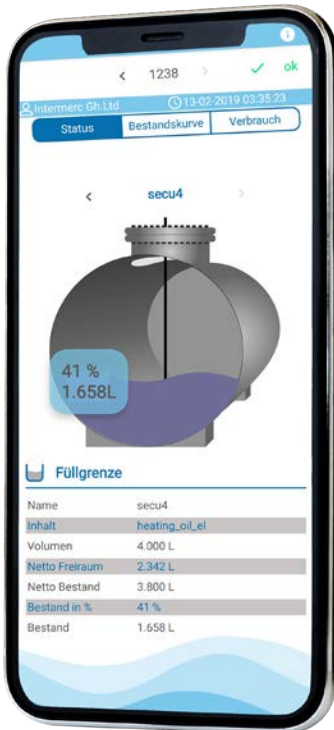 1238
ok
Intermerc Gh.Ltd
13-02-2019 03:35:23
Status
Bestandskurve
Verbrauch
secu4
41 %
1.658L
Füllgrenze
Name secu4
Inhalt heating_oil_el
Volumen 4.000 L
Netto Freiraum 2.342 L
Netto Bestand 3.800 L
Bestand in % 41 %
Bestand 1.658 L